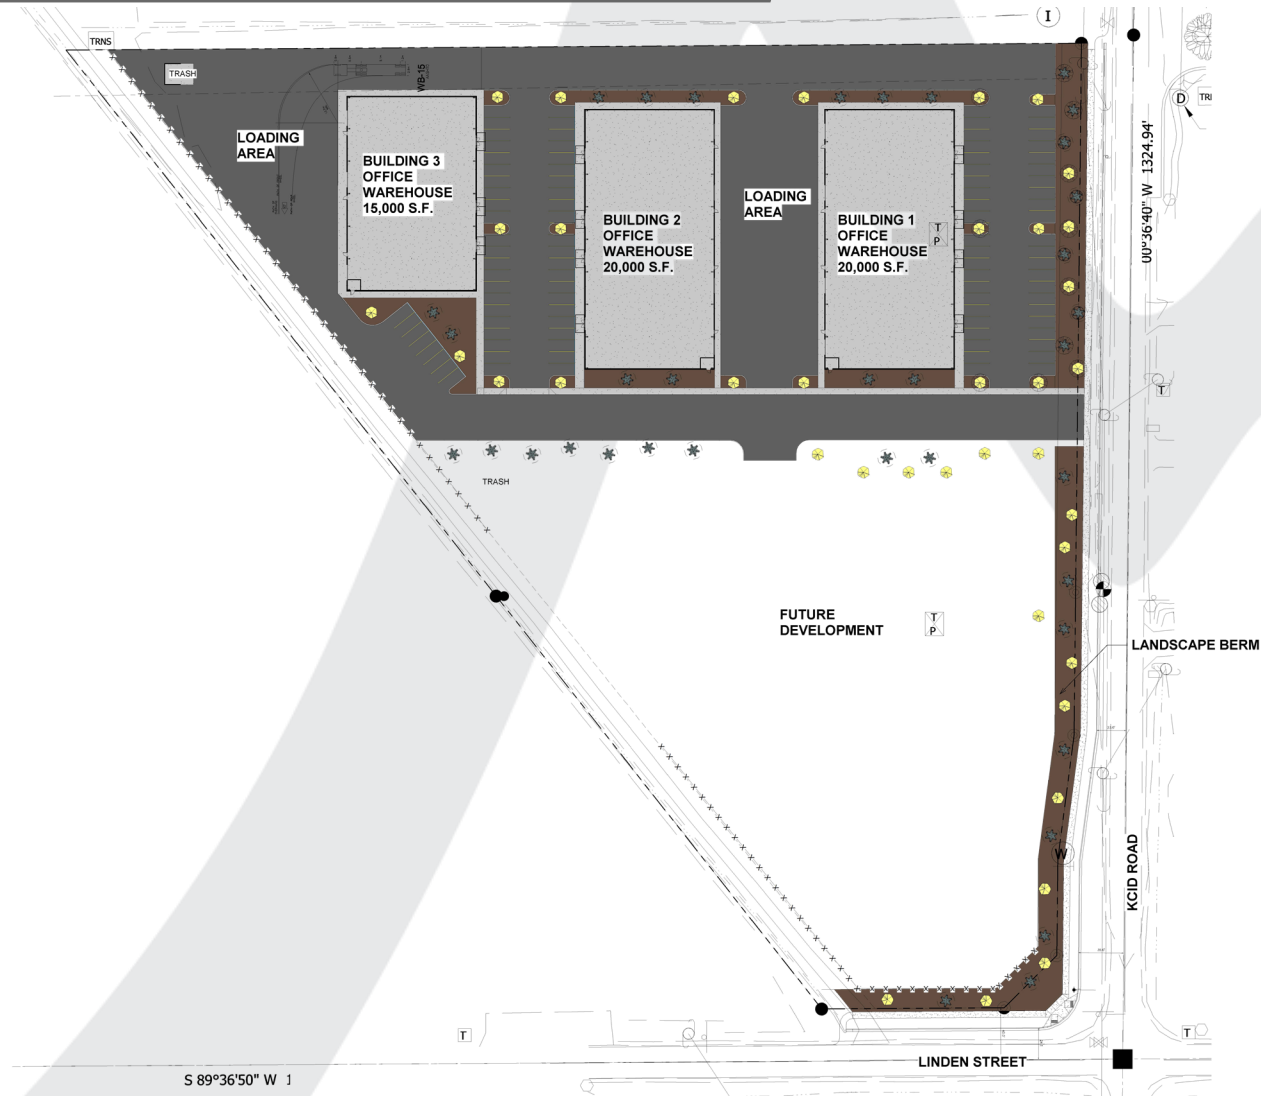 I
TRNS
TRASH
WB-15
D
TRI
LOADING
AREA
BUILDING 3
OFFICE
WAREHOUSE
15,000 S.F.
BUILDING 2
OFFICE
WAREHOUSE
20,000 S.F.
LOADING
AREA
BUILDING 1
OFFICE
WAREHOUSE
20,000 S.F.
T
P
00°36'40" W 1324.94'
T
TRASH
FUTURE
DEVELOPMENT
T
P
LANDSCAPE BERM
W
KCID ROAD
T
T
LINDEN STREET
S 89°36'50" W 1